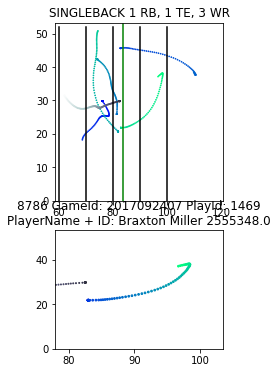 SINGLEBACK 1 RB, 1 TE, 3 WR
50
40
30
20
10
0
60 80 100 120
8786 GameId: 2017092407 PlayId: 1469
PlayerName + ID: Braxton Miller 2555348.0
40
20
0
80 90 100